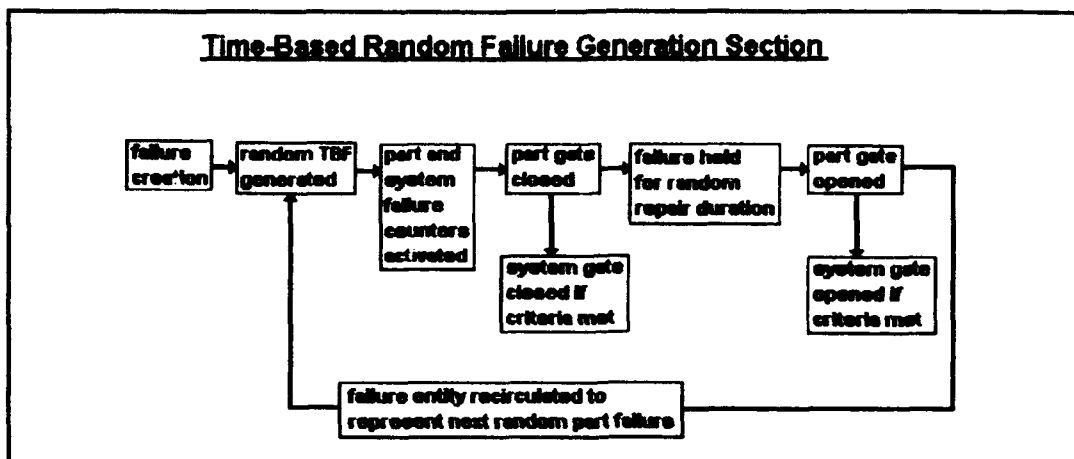 Time-Based Random Failure Generation Section
failure
creation
random TBF
generated
part and
system
failure
counters
activated
part gate
closed
failure held
for random
repair duration
part gate
opened
system gate
closed if
criteria met
system gate
opened if
criteria met
failure entity recirculated to
represent next random part failure